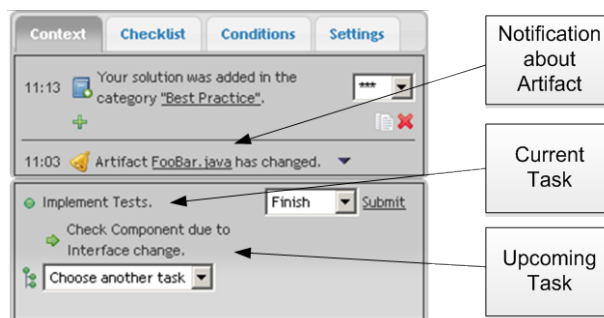 Context Checklist Conditions Settings
11:13 Your solution was added in the
category "Best Practice".
***
11:03 Artifact FooBar.java has changed.
Implement Tests. Finish Submit
Check Component due to
Interface change.
Choose another task
Notification
about
Artifact
Current
Task
Upcoming
Task